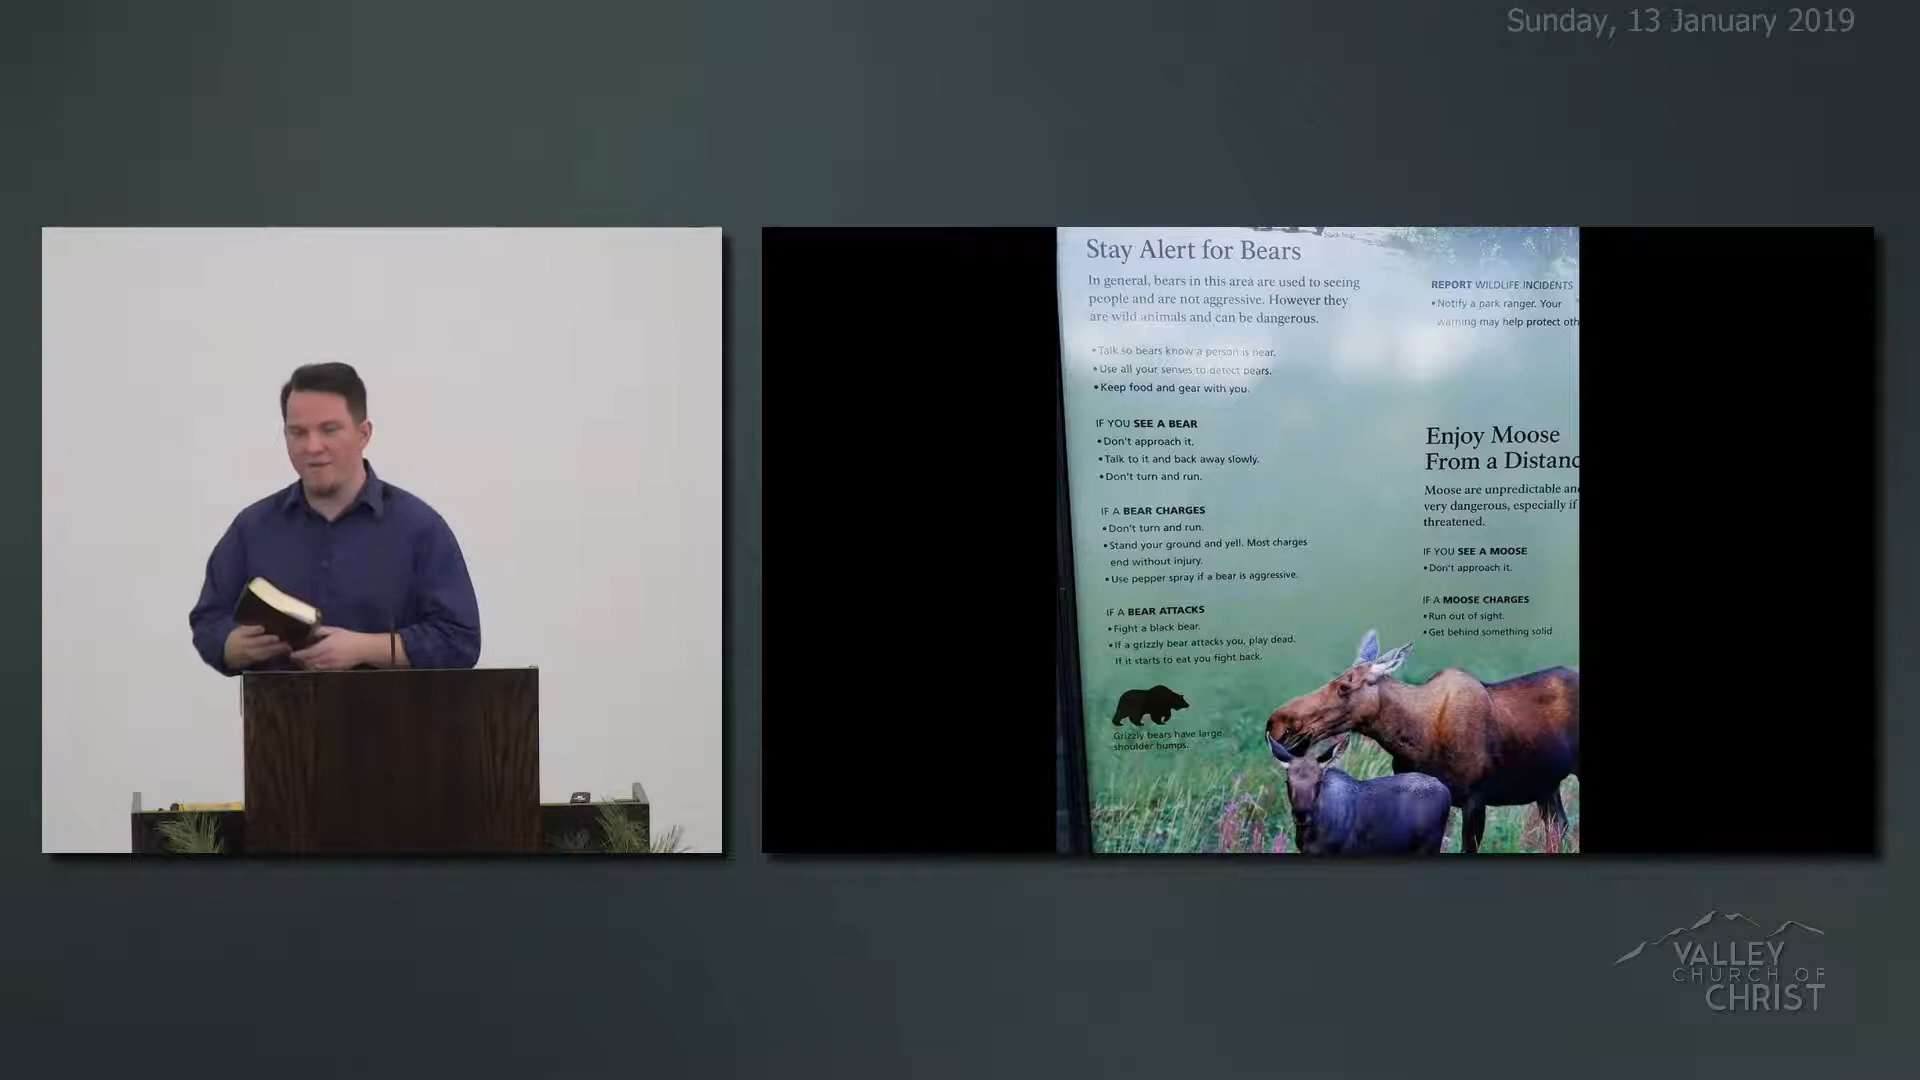 Sunday, 13 January 2019
Stay Alert for Bears
In general, bears in this area are used to seeing
people and are not aggressive. However they
are wild animals and can be dangerous.
• Talk so bears know a person is near.
• Use all your senses to detect bears.
• Keep food and gear with you.
IF YOU SEE A BEAR
• Don't approach it.
• Talk to it and back away slowly.
• Don't turn and run.
IF A BEAR CHARGES
• Don't turn and run.
• Stand your ground and yell. Most charges
end without injury.
• Use pepper spray if a bear is aggressive.
IF A BEAR ATTACKS
• Fight a black bear.
• If a grizzly bear attacks you, play dead.
If it starts to eat you fight back.
Grizzly bears have large
shoulder humps.
black bear
REPORT WILDLIFE INCIDENTS
• Notify a park ranger. Your
warning may help protect oth
Enjoy Moose
From a Distanc
Moose are unpredictable an
very dangerous, especially if
threatened.
IF YOU SEE A MOOSE
• Don't approach it.
IF A MOOSE CHARGES
• Run out of sight.
• Get behind something solid
VALLEY
CHURCH OF
CHRIST